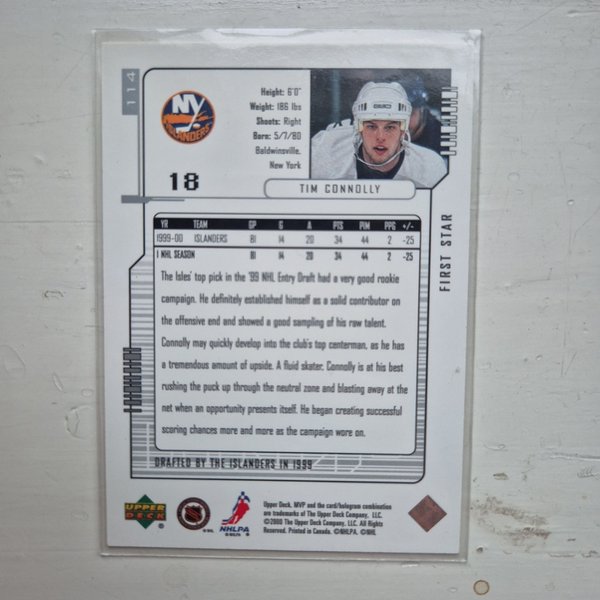 114
NY
ISLANDERS
Height: 6'0"
Weight: 186 lbs
Shoots: Right
Born: 5/7/80
Baldwinsville,
New York
18
TIM CONNOLLY
FIRST STAR
YR TEAM GP G A PTS PIM PPG +/-
1999-00 ISLANDERS 81 14 20 34 44 2 -25
1 NHL SEASON 81 14 20 34 44 2 -25
The Isles' top pick in the '99 NHL Entry Draft had a very good rookie
campaign. He definitely established himself as a solid contributor on
the offensive end and showed a good sampling of his raw talent.
Connolly may quickly develop into the club's top centerman, as he has
a tremendous amount of upside. A fluid skater, Connolly is at his best
rushing the puck up through the neutral zone and blasting away at the
net when an opportunity presents itself. He began creating successful
scoring chances more and more as the campaign wore on.
DRAFTED BY THE ISLANDERS IN 1999
UPPER
DECK
NHLPA
Upper Deck, MVP and the card/hologram combination
are trademarks of The Upper Deck Company, LLC.
©2000 The Upper Deck Company, LLC. All Rights
Reserved. Printed in Canada. ©NHLPA. ©NHL